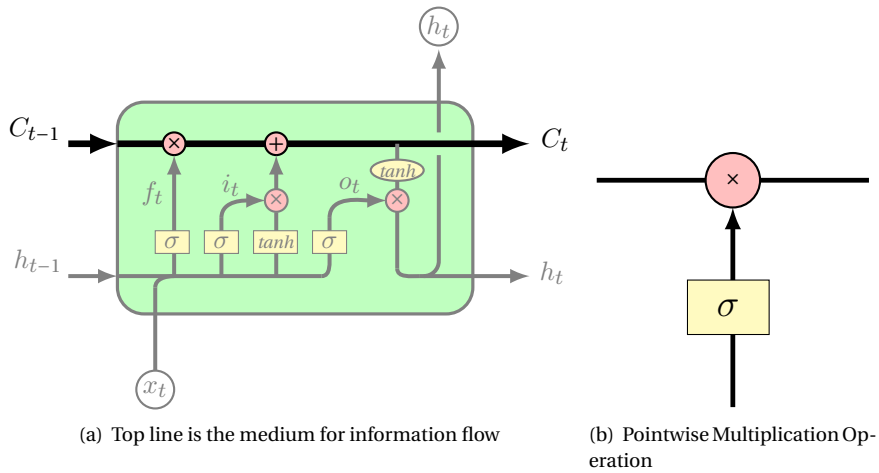 h_t
C_{t−1} × + C_t
f_t i_t o_t tanh
× ×
σ σ tanh σ
h_{t−1} h_t
x_t
(a) Top line is the medium for information flow
×
σ
(b) Pointwise Multiplication Op-
eration